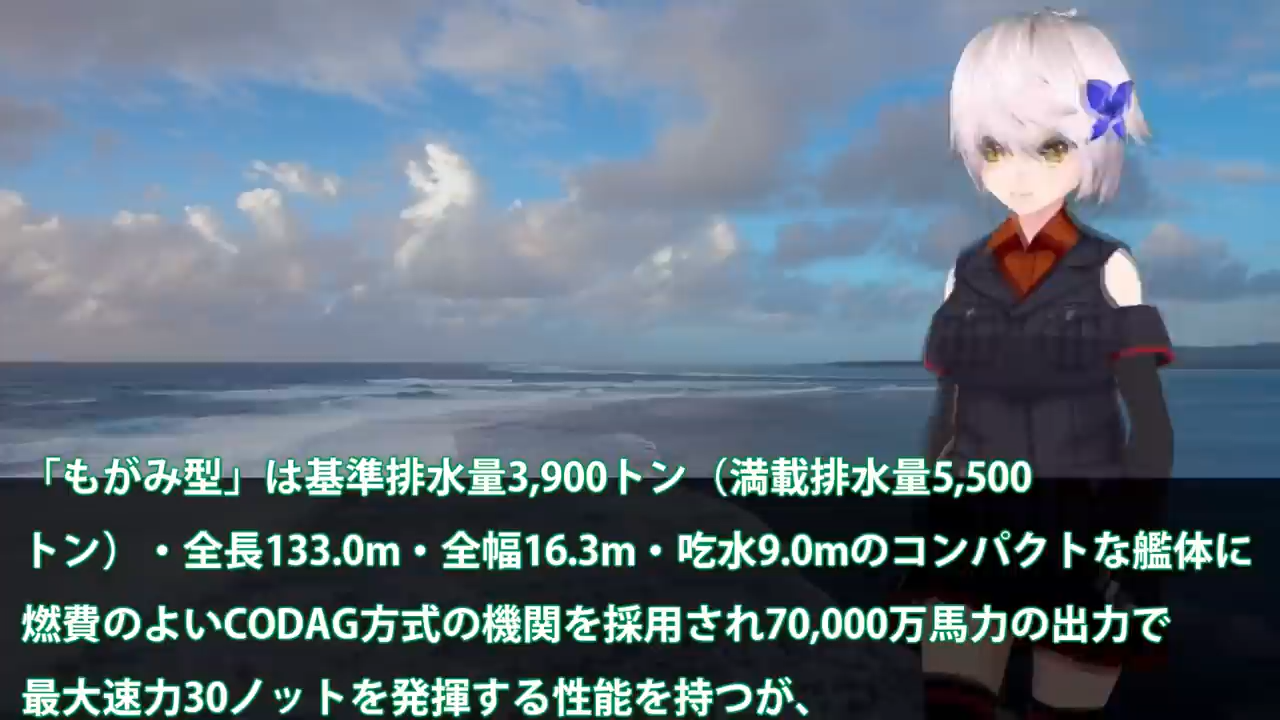 「もがみ型」は基準排水量3,900トン（満載排水量5,500
トン）・全長133.0m・全幅16.3m・吃水9.0mのコンパクトな艦体に
燃費のよいCODAG方式の機関を採用され70,000万馬力の出力で
最大速力30ノットを発揮する性能を持つが、